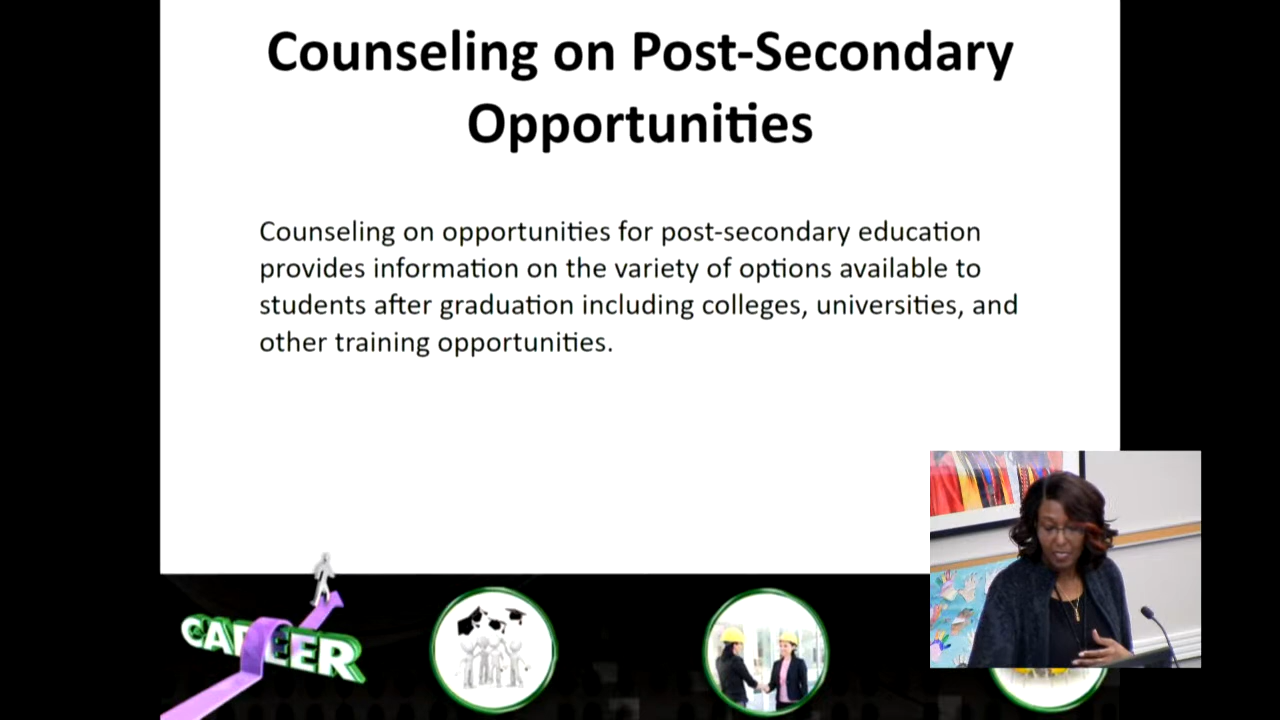 Counseling on Post-Secondary
Opportunities
Counseling on opportunities for post-secondary education
provides information on the variety of options available to
students after graduation including colleges, universities, and
other training opportunities.
CAREER